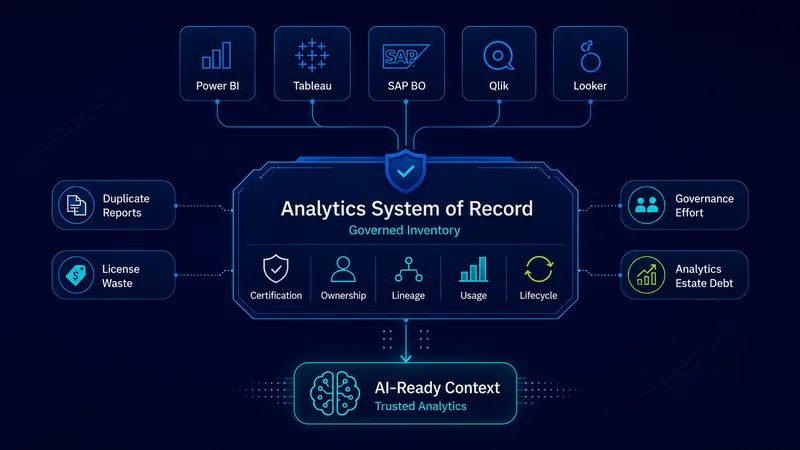 SAP
Power BI
Tableau
SAP BO
Qlik
Looker
Analytics System of Record
Governed Inventory
Duplicate
Reports
License
Waste
$
Certification
Ownership
Lineage
Usage
Lifecycle
Governance
Effort
Analytics
Estate Debt
AI-Ready Context
Trusted Analytics